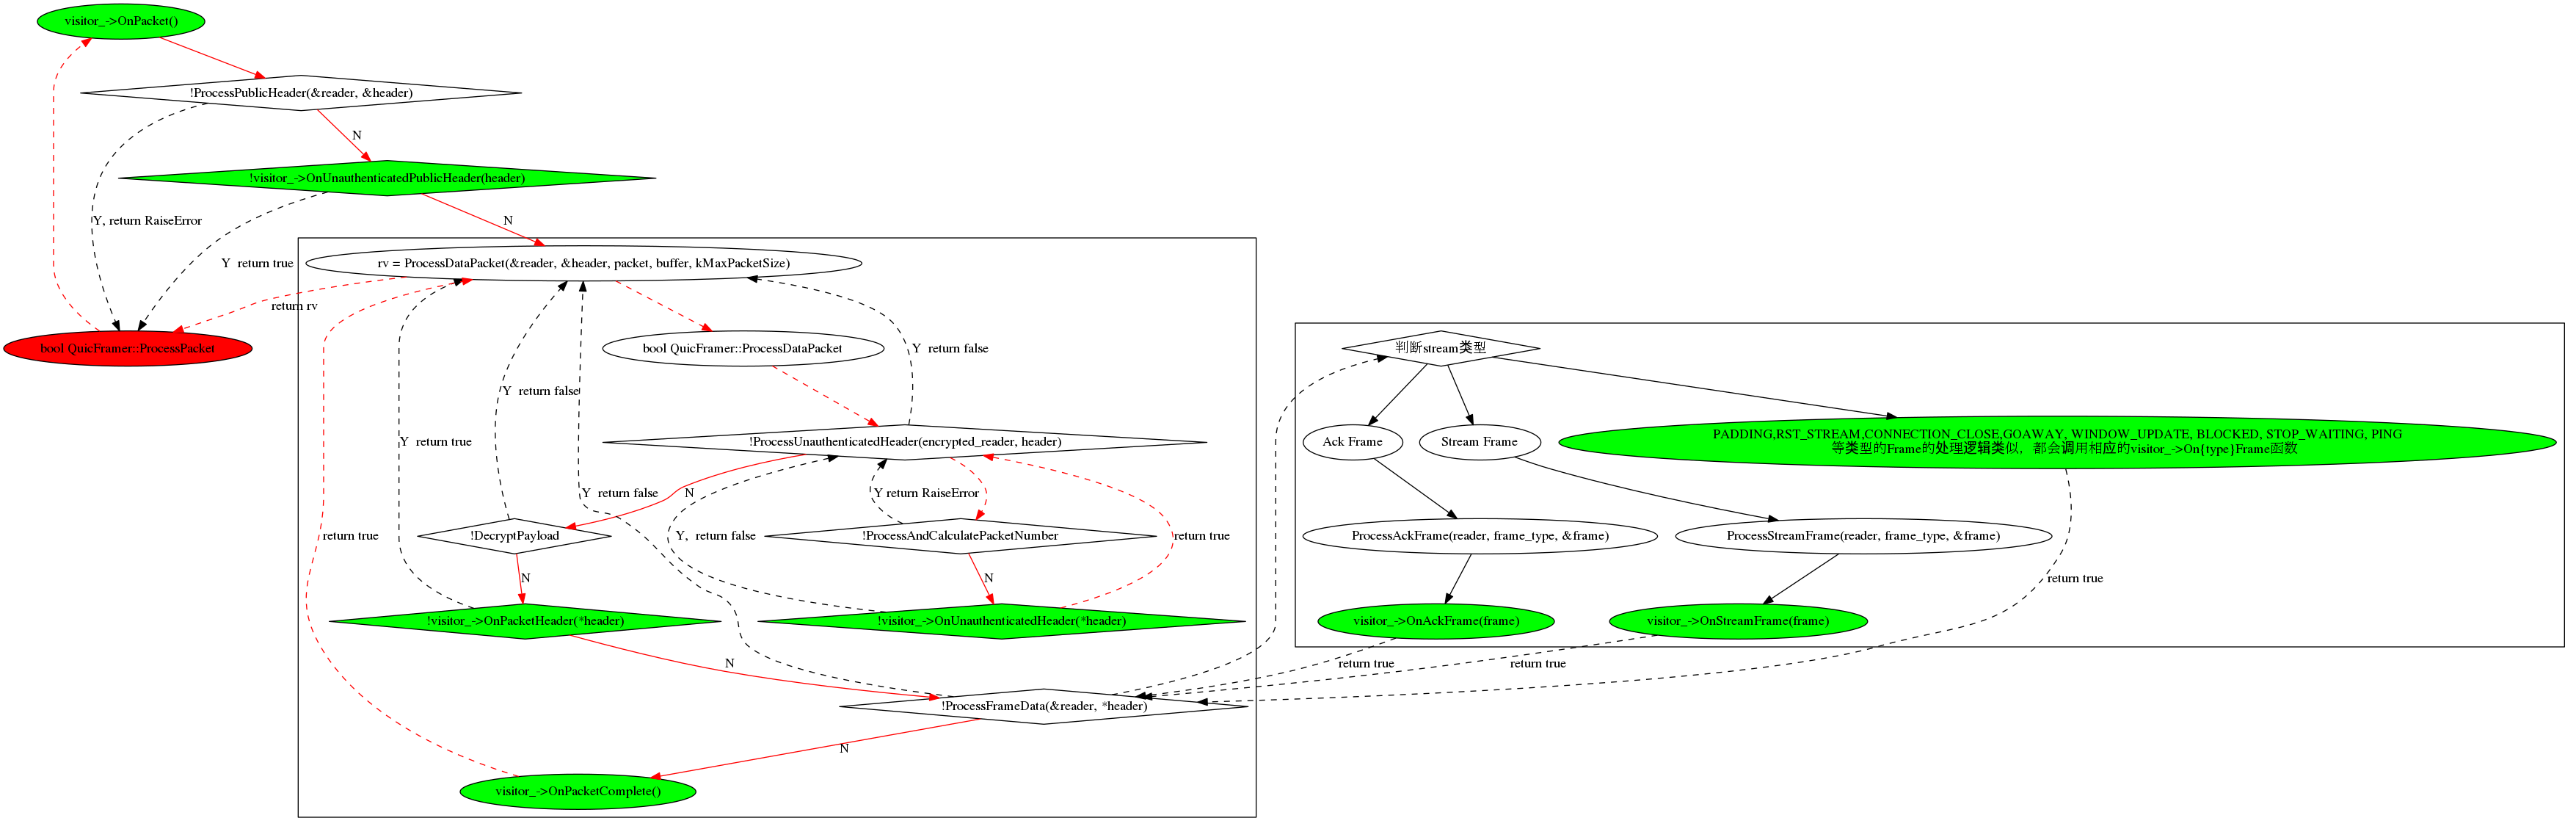 visitor_->OnPacket()
!ProcessPublicHeader(&reader, &header)
N
!visitor_->OnUnauthenticatedPublicHeader(header)
Y, return RaiseError
N
Y  return true
rv = ProcessDataPacket(&reader, &header, packet, buffer, kMaxPacketSize)
return rv
bool QuicFramer::ProcessPacket
bool QuicFramer::ProcessDataPacket
Y  return false
Y  return false
Y  return true
!ProcessUnauthenticatedHeader(encrypted_reader, header)
N
Y  return false
Y return RaiseError
!DecryptPayload
Y,  return false
!ProcessAndCalculatePacketNumber
return true
return true
N
N
!visitor_->OnPacketHeader(*header)
!visitor_->OnUnauthenticatedHeader(*header)
N
!ProcessFrameData(&reader, *header)
N
visitor_->OnPacketComplete()
判断stream类型
Ack Frame
Stream Frame
PADDING,RST_STREAM,CONNECTION_CLOSE,GOAWAY, WINDOW_UPDATE, BLOCKED, STOP_WAITING, PING
等类型的Frame的处理逻辑类似，都会调用相应的visitor_->On{type}Frame函数
ProcessAckFrame(reader, frame_type, &frame)
ProcessStreamFrame(reader, frame_type, &frame)
return true
visitor_->OnAckFrame(frame)
visitor_->OnStreamFrame(frame)
return true
return true